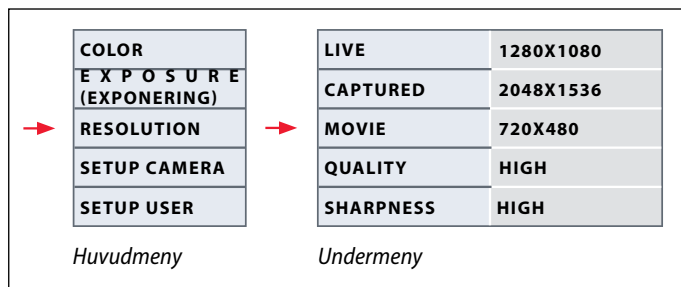 COLOR
E X P O S U R E
(EXPONERING)
RESOLUTION
SETUP CAMERA
SETUP USER
Huvudmeny
LIVE 1280X1080
CAPTURED 2048X1536
MOVIE 720X480
QUALITY HIGH
SHARPNESS HIGH
Undermeny